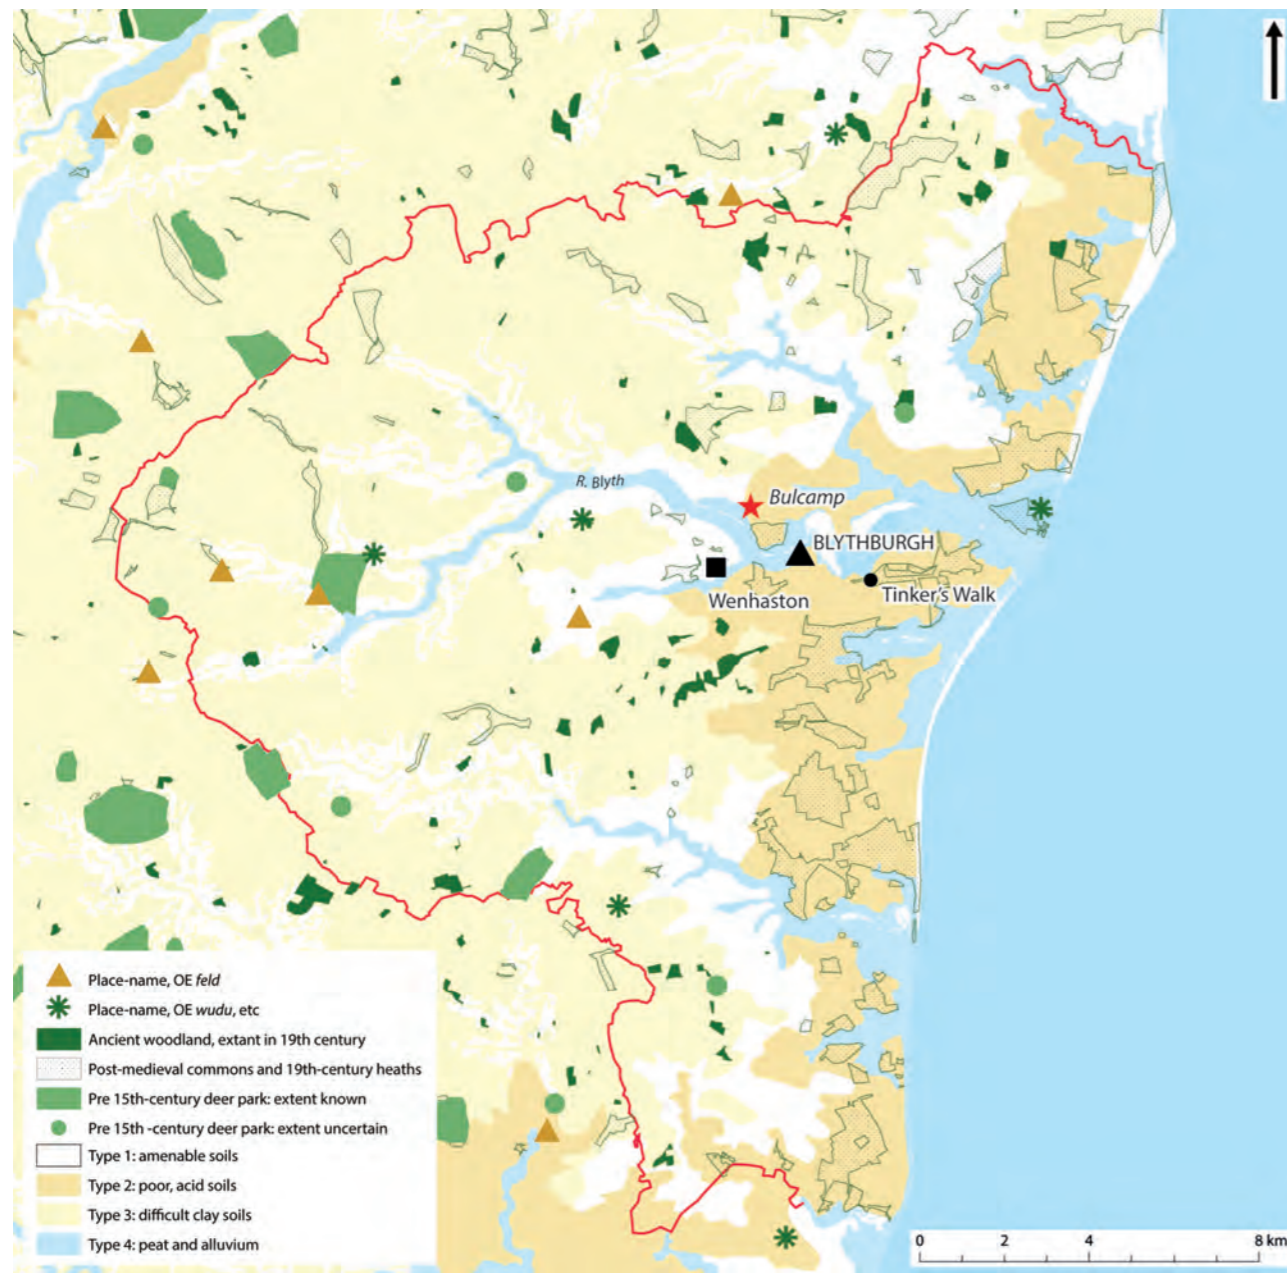 R. Blyth
Bulcamp
BLYTHBURGH
Wenhaston
Tinker's Walk
Place-name, OE feld
Place-name, OE wudu, etc
Ancient woodland, extant in 19th century
Post-medieval commons and 19th-century heaths
Pre 15th-century deer park: extent known
Pre 15th -century deer park: extent uncertain
Type 1: amenable soils
Type 2: poor, acid soils
Type 3: difficult clay soils
Type 4: peat and alluvium
0 2 4 8 km